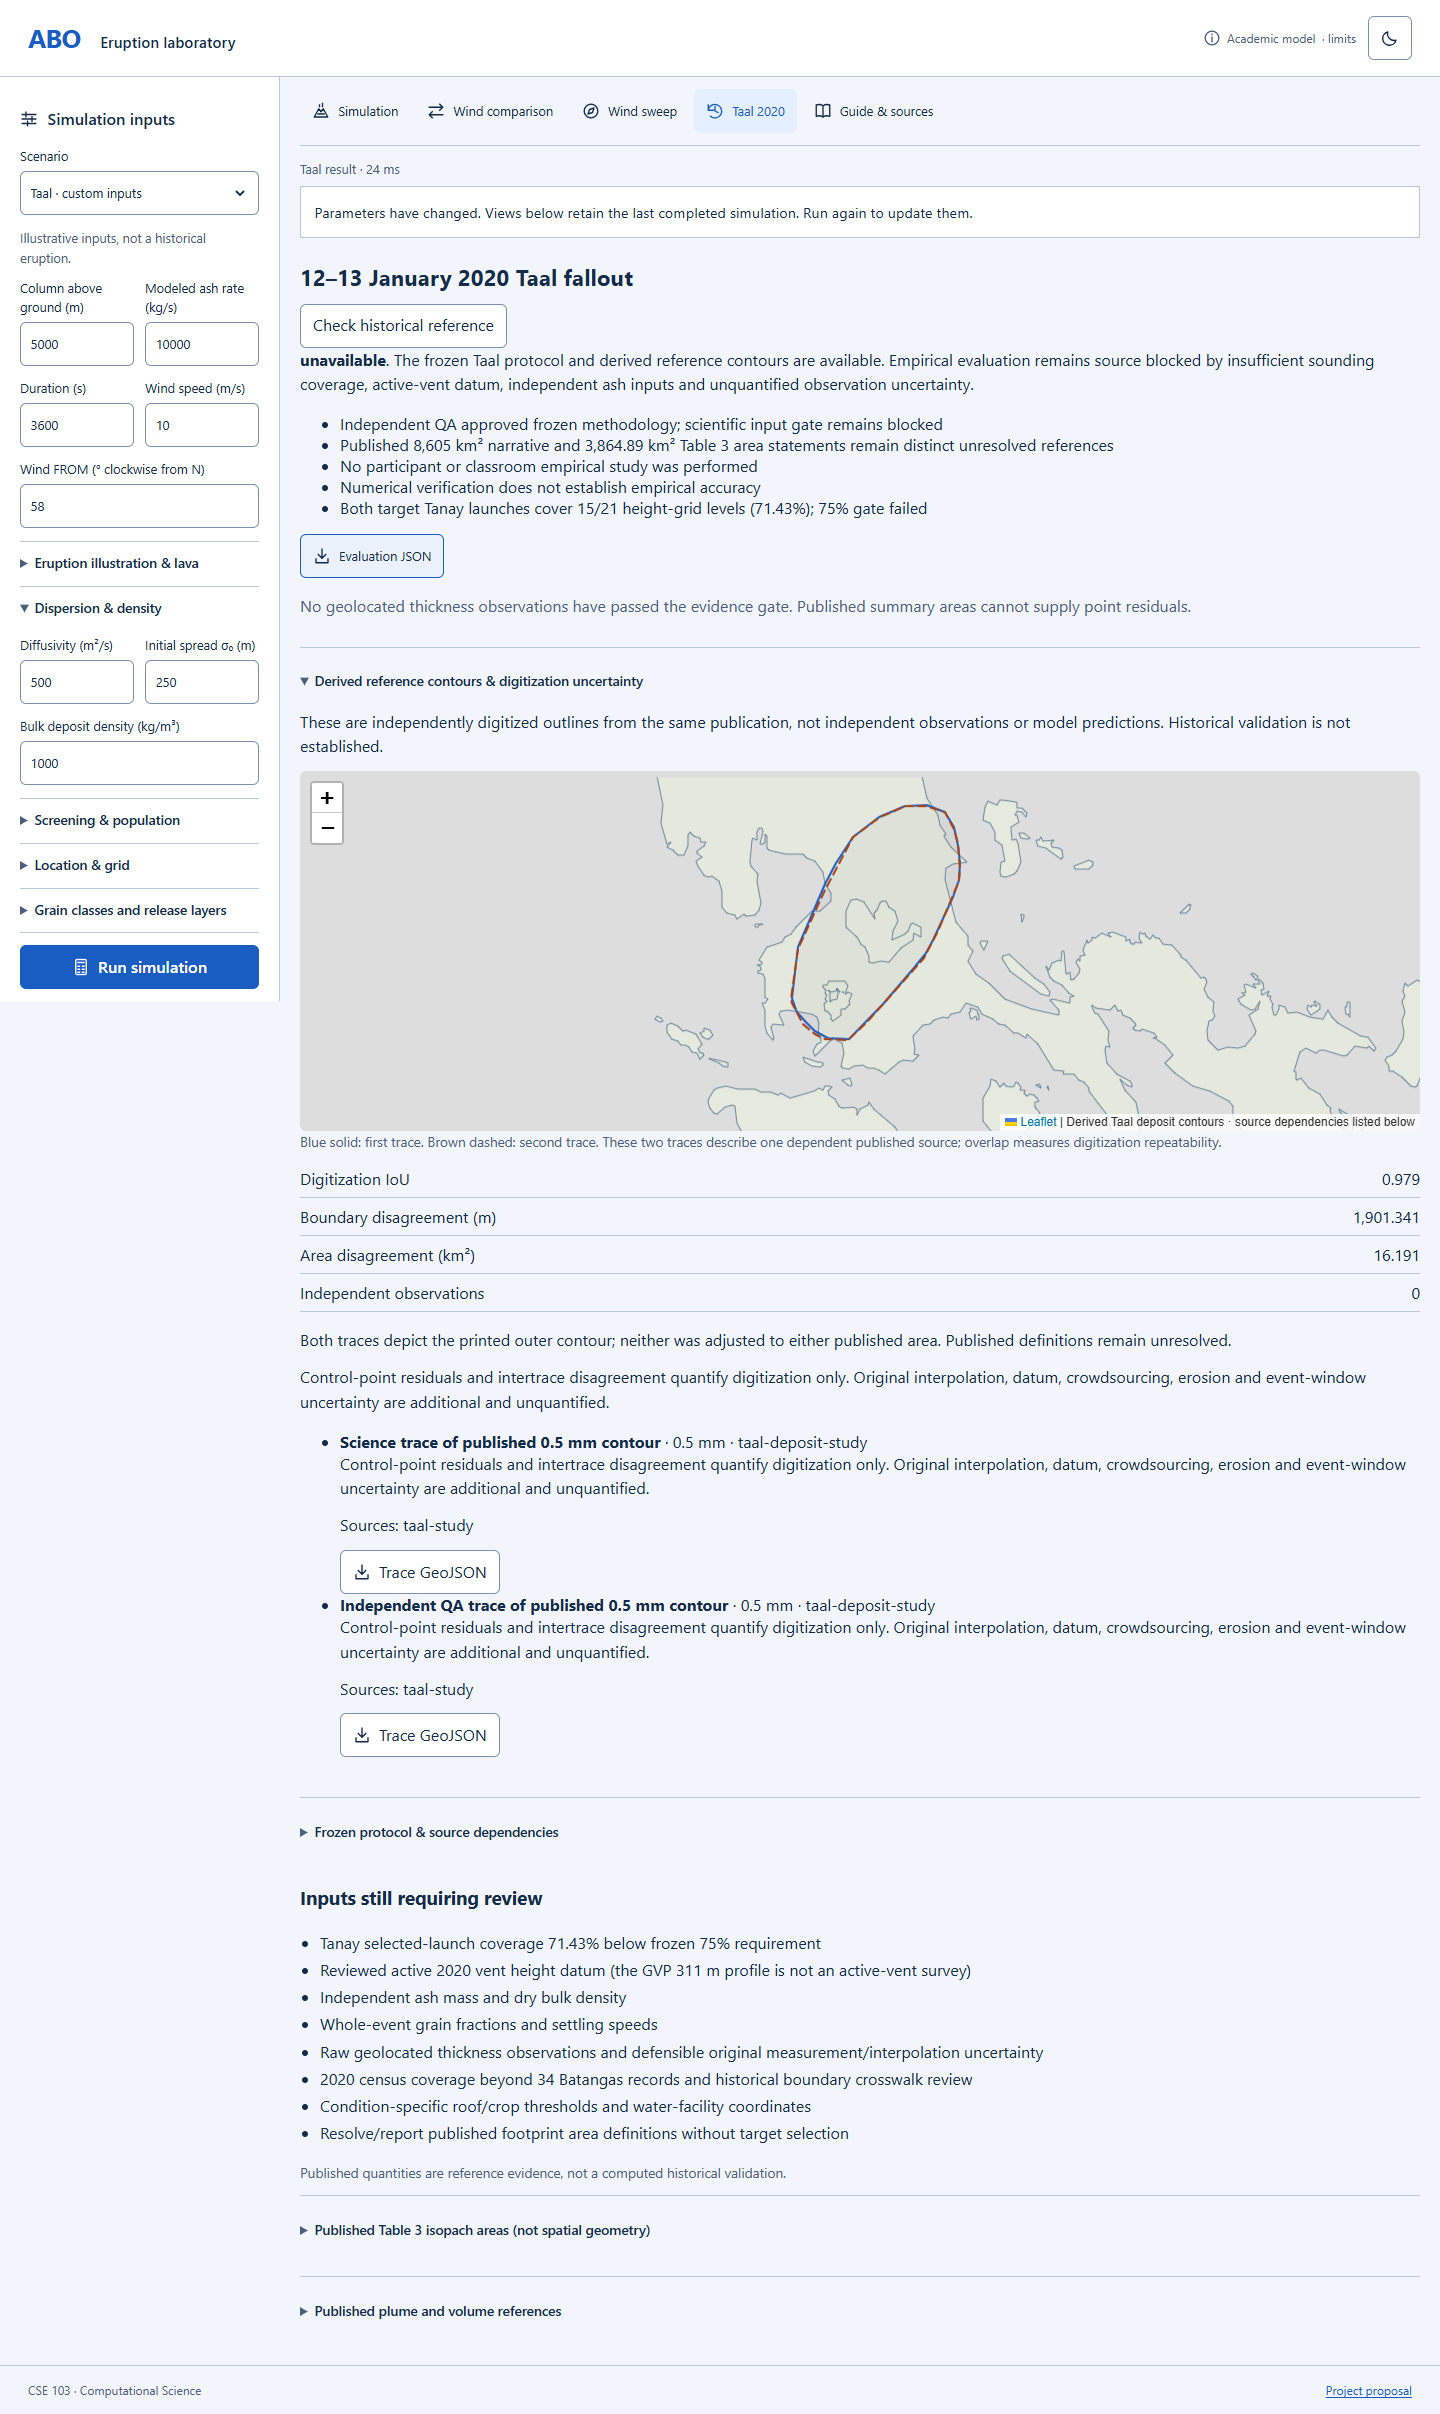 ABO Eruption laboratory
Academic model · limits
Simulation inputs
Scenario
Taal · custom inputs
Illustrative inputs, not a historical
eruption.
Column above
ground (m)
Modeled ash rate
(kg/s)
5000
10000
Duration (s)
Wind speed (m/s)
3600
10
Wind FROM (° clockwise from N)
58
Eruption illustration & lava
Dispersion & density
Diffusivity (m²/s)
Initial spread σ₀ (m)
500
250
Bulk deposit density (kg/m³)
1000
Screening & population
Location & grid
Grain classes and release layers
Run simulation
Simulation
Wind comparison
Wind sweep
Taal 2020
Guide & sources
Taal result · 24 ms
Parameters have changed. Views below retain the last completed simulation. Run again to update them.
12–13 January 2020 Taal fallout
Check historical reference
unavailable. The frozen Taal protocol and derived reference contours are available. Empirical evaluation remains source blocked by insufficient sounding
coverage, active-vent datum, independent ash inputs and unquantified observation uncertainty.
Independent QA approved frozen methodology; scientific input gate remains blocked
Published 8,605 km² narrative and 3,864.89 km² Table 3 area statements remain distinct unresolved references
No participant or classroom empirical study was performed
Numerical verification does not establish empirical accuracy
Both target Tanay launches cover 15/21 height-grid levels (71.43%); 75% gate failed
Evaluation JSON
No geolocated thickness observations have passed the evidence gate. Published summary areas cannot supply point residuals.
Derived reference contours & digitization uncertainty
These are independently digitized outlines from the same publication, not independent observations or model predictions. Historical validation is not
established.
+
−
Leaflet | Derived Taal deposit contours · source dependencies listed below
Blue solid: first trace. Brown dashed: second trace. These two traces describe one dependent published source; overlap measures digitization repeatability.
Digitization IoU 0.979
Boundary disagreement (m) 1,901.341
Area disagreement (km²) 16.191
Independent observations 0
Both traces depict the printed outer contour; neither was adjusted to either published area. Published definitions remain unresolved.
Control-point residuals and intertrace disagreement quantify digitization only. Original interpolation, datum, crowdsourcing, erosion and event-window
uncertainty are additional and unquantified.
Science trace of published 0.5 mm contour · 0.5 mm · taal-deposit-study
Control-point residuals and intertrace disagreement quantify digitization only. Original interpolation, datum, crowdsourcing, erosion and event-window
uncertainty are additional and unquantified.
Sources: taal-study
Trace GeoJSON
Independent QA trace of published 0.5 mm contour · 0.5 mm · taal-deposit-study
Control-point residuals and intertrace disagreement quantify digitization only. Original interpolation, datum, crowdsourcing, erosion and event-window
uncertainty are additional and unquantified.
Sources: taal-study
Trace GeoJSON
Frozen protocol & source dependencies
Inputs still requiring review
Tanay selected-launch coverage 71.43% below frozen 75% requirement
Reviewed active 2020 vent height datum (the GVP 311 m profile is not an active-vent survey)
Independent ash mass and dry bulk density
Whole-event grain fractions and settling speeds
Raw geolocated thickness observations and defensible original measurement/interpolation uncertainty
2020 census coverage beyond 34 Batangas records and historical boundary crosswalk review
Condition-specific roof/crop thresholds and water-facility coordinates
Resolve/report published footprint area definitions without target selection
Published quantities are reference evidence, not a computed historical validation.
Published Table 3 isopach areas (not spatial geometry)
Published plume and volume references
CSE 103 · Computational Science
Project proposal